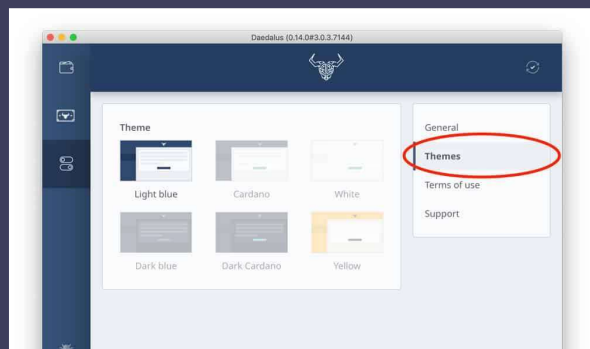 Daedalus (0.14.0#3.0.3.7144)
Theme
Light blue
Cardano
White
Dark blue
Dark Cardano
Yellow
General
Themes
Terms of use
Support